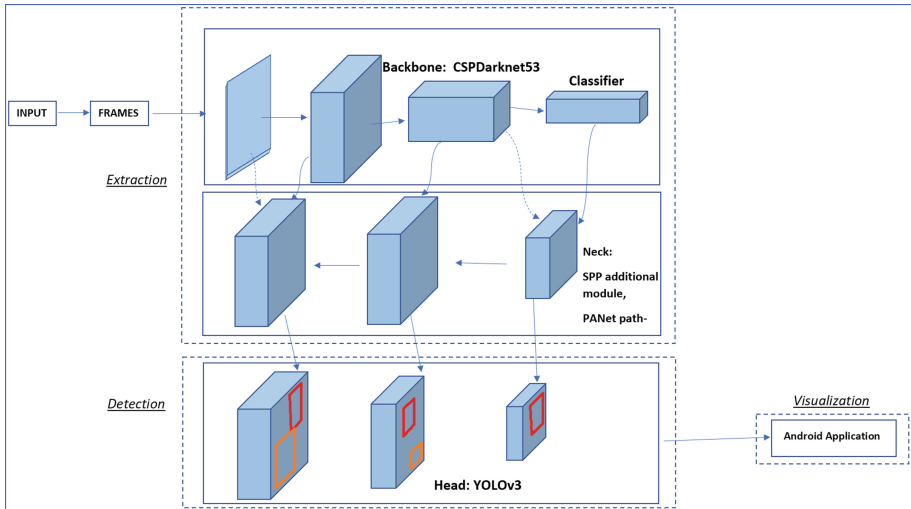 INPUT
FRAMES
Extraction
Backbone: CSPDarknet53
Classifier
Neck:
SPP additional
module,
PANet path-
Detection
Head: YOLOv3
Visualization
Android Application